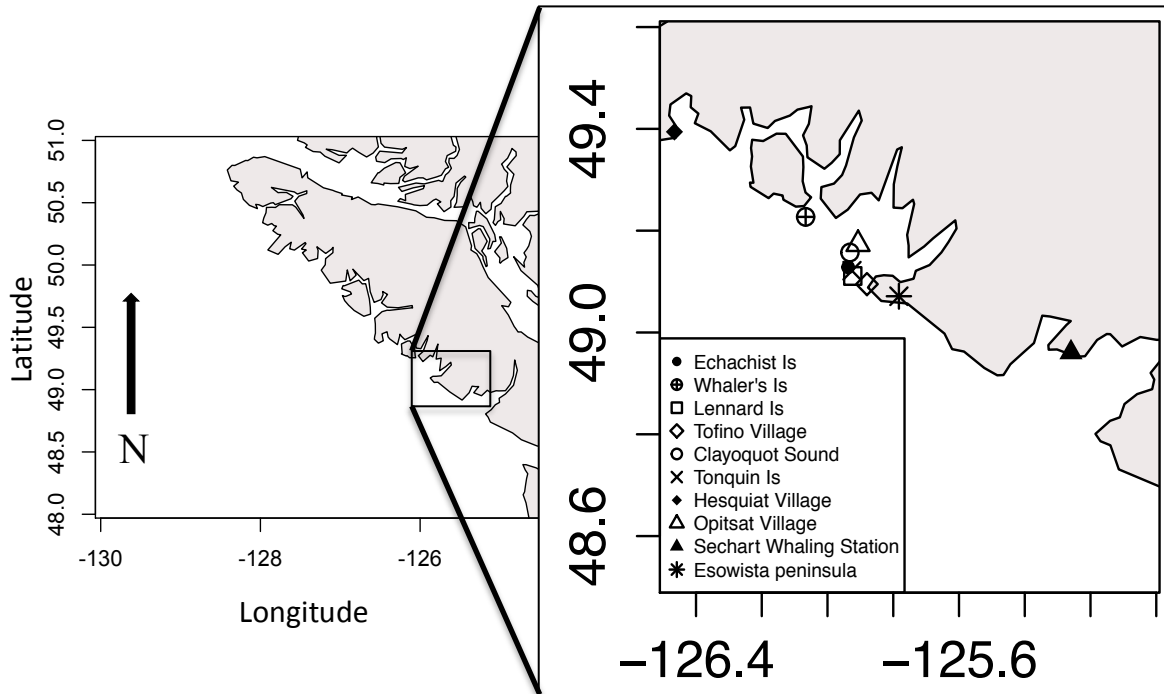 51.0
50.5
50.0
49.5
49.0
48.5
48.0
Latitude
N
-130
-128
-126
Longitude
49.4
49.0
48.6
Echachist Is
Whaler's Is
Lennard Is
Tofino Village
Clayoquot Sound
Tonquin Is
Hesquiat Village
Opitsat Village
Sechart Whaling Station
Esowista peninsula
−126.4
−125.6